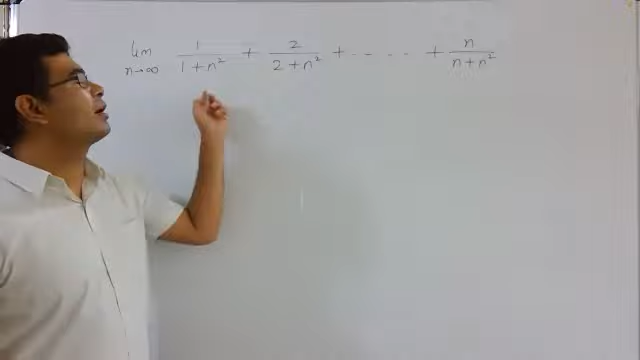 lim n→∞ 1/(1+n²) + 2/(2+n²) + - - . . . + n/(n+n²)